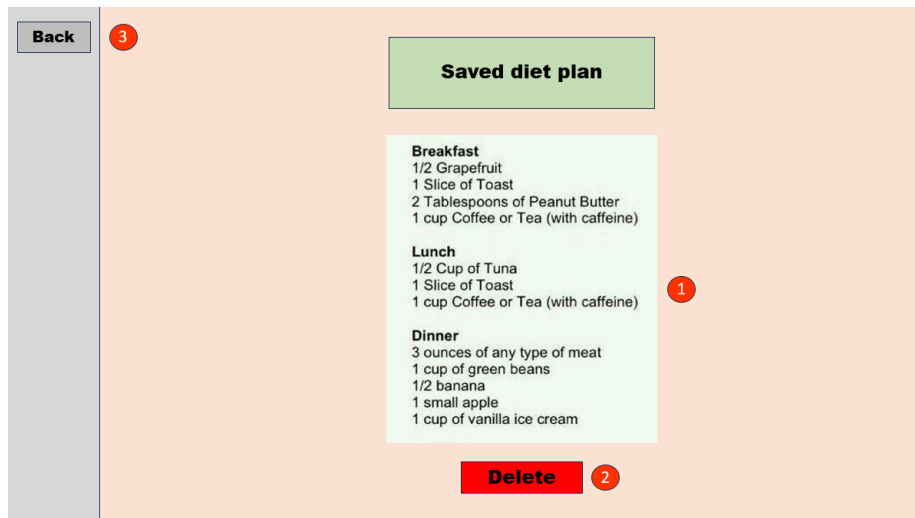 Back
3
Saved diet plan
Breakfast
1/2 Grapefruit
1 Slice of Toast
2 Tablespoons of Peanut Butter
1 cup Coffee or Tea (with caffeine)
Lunch
1/2 Cup of Tuna
1 Slice of Toast
1 cup Coffee or Tea (with caffeine)
1
Dinner
3 ounces of any type of meat
1 cup of green beans
1/2 banana
1 small apple
1 cup of vanilla ice cream
Delete
2